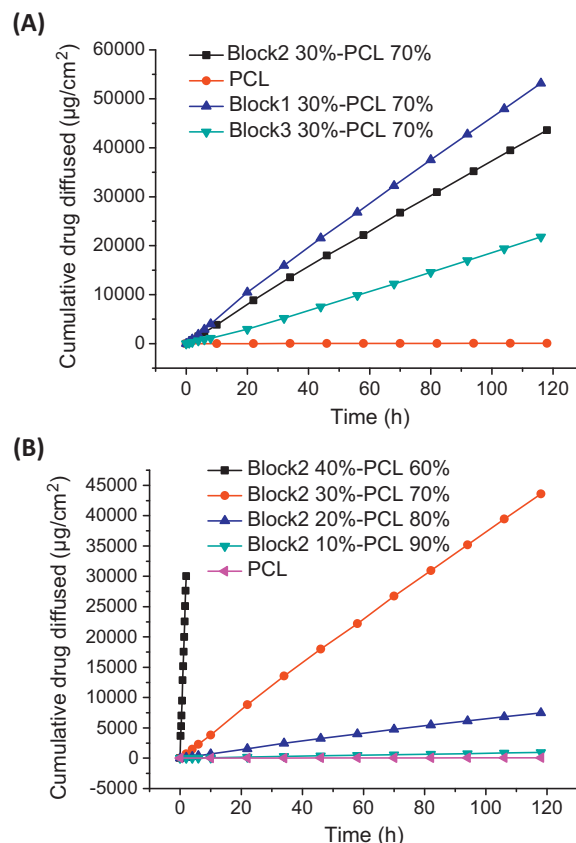 (A)
60000
50000
40000
30000
20000
10000
0
Cumulative drug diffused (µg/cm²)
Block2 30%-PCL 70%
PCL
Block1 30%-PCL 70%
Block3 30%-PCL 70%
0 20 40 60 80 100 120
Time (h)
(B)
45000
40000
35000
30000
25000
20000
15000
10000
5000
0
-5000
Cumulative drug diffused (µg/cm²)
Block2 40%-PCL 60%
Block2 30%-PCL 70%
Block2 20%-PCL 80%
Block2 10%-PCL 90%
PCL
0 20 40 60 80 100 120
Time (h)